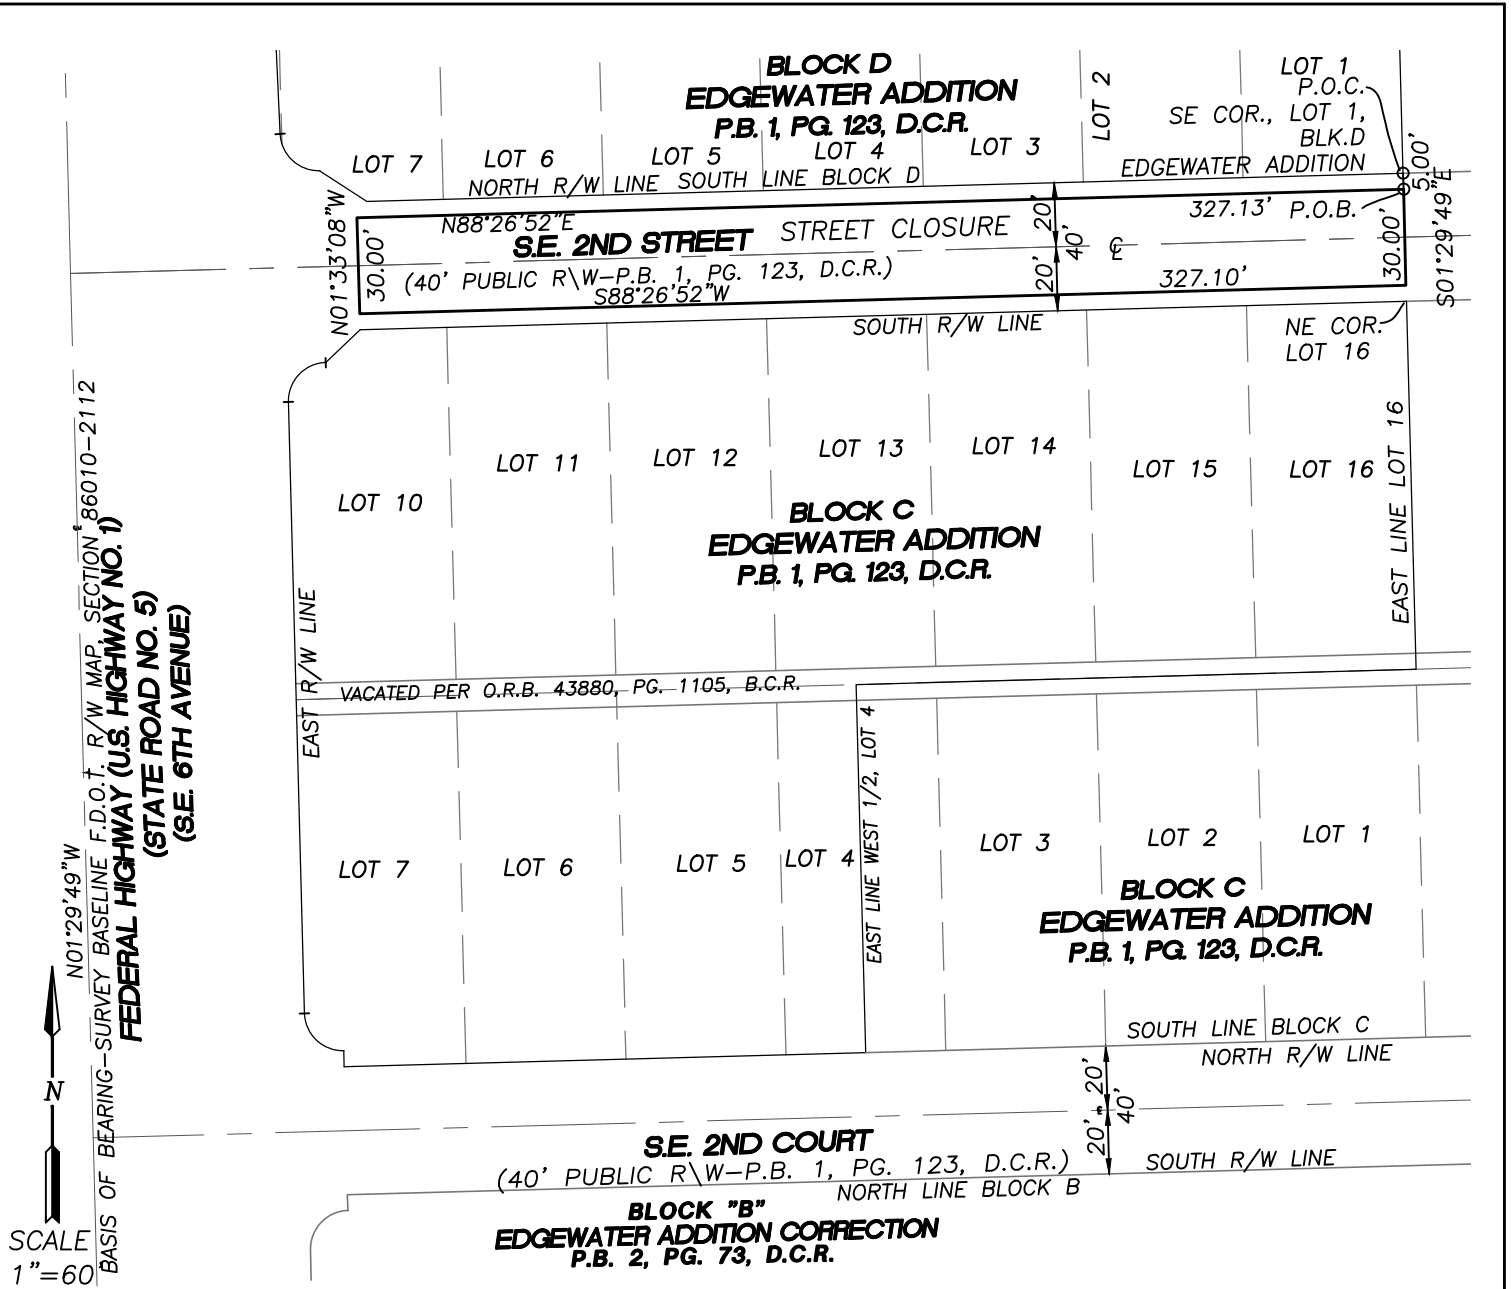 BLOCK D
EDGEWATER ADDITION
P.B. 1, PG. 123, D.C.R.
LOT 1
P.O.C.
SE COR., LOT 1,
BLK.D
EDGEWATER ADDITION
LOT 2
LOT 3
LOT 4
LOT 5
LOT 6
LOT 7
NORTH R/W LINE SOUTH LINE BLOCK D
5.00'
S01°29'49"E
N01°33'08"W
30.00'
N88°26'52"E
327.13'
P.O.B.
S.E. 2ND STREET
STREET CLOSURE
(40' PUBLIC R\W-P.B. 1, PG. 123, D.C.R.)
S88°26'52"W
327.10'
20'
40'
20'
℄
30.00'
SOUTH R/W LINE
NE COR.
LOT 16
LOT 10
LOT 11
LOT 12
LOT 13
LOT 14
LOT 15
LOT 16
EAST LINE LOT 16
BLOCK C
EDGEWATER ADDITION
P.B. 1, PG. 123, D.C.R.
EAST R/W LINE
VACATED PER O.R.B. 43880, PG. 1105, B.C.R.
EAST LINE WEST 1/2, LOT 4
LOT 7
LOT 6
LOT 5
LOT 4
LOT 3
LOT 2
LOT 1
BLOCK C
EDGEWATER ADDITION
P.B. 1, PG. 123, D.C.R.
N01°29'49"W
BASIS OF BEARING-SURVEY BASELINE F.D.O.T. R/W MAP, SECTION 86010-2112
℄
FEDERAL HIGHWAY (U.S. HIGHWAY NO. 1)
(STATE ROAD NO. 5)
(S.E. 6TH AVENUE)
SOUTH LINE BLOCK C
NORTH R/W LINE
20'
40'
20'
℄
S.E. 2ND COURT
(40' PUBLIC R\W-P.B. 1, PG. 123, D.C.R.)
SOUTH R/W LINE
NORTH LINE BLOCK B
BLOCK "B"
EDGEWATER ADDITION CORRECTION
P.B. 2, PG. 73, D.C.R.
N
SCALE
1"=60'